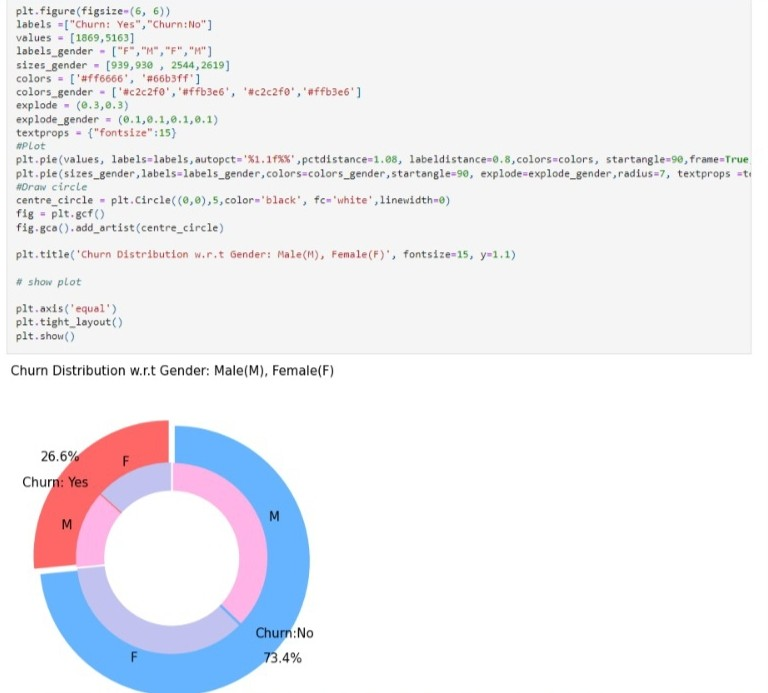 plt.figure(figsize=(6, 6))
labels =["Churn: Yes","Churn:No"]
values = [1869,5163]
labels_gender = ["F","M","F","M"]
sizes_gender = [939,930 , 2544,2619]
colors = ['#ff6666', '#66b3ff']
colors_gender = ['#c2c2f0','#ffb3e6', '#c2c2f0','#ffb3e6']
explode = (0.3,0.3)
explode_gender = (0.1,0.1,0.1,0.1)
textprops = {"fontsize":15}
#Plot
plt.pie(values, labels=labels,autopct='%1.1f%%',pctdistance=1.08, labeldistance=0.8,colors=colors, startangle=90,frame=True
plt.pie(sizes_gender,labels=labels_gender,colors=colors_gender,startangle=90, explode=explode_gender,radius=7, textprops =t
#Draw circle
centre_circle = plt.Circle((0,0),5,color='black', fc='white',linewidth=0)
fig = plt.gcf()
fig.gca().add_artist(centre_circle)
plt.title('Churn Distribution w.r.t Gender: Male(M), Female(F)', fontsize=15, y=1.1)
# show plot
plt.axis('equal')
plt.tight_layout()
plt.show()
Churn Distribution w.r.t Gender: Male(M), Female(F)
26.6%
F
Churn: Yes
M
M
Churn:No
F
73.4%